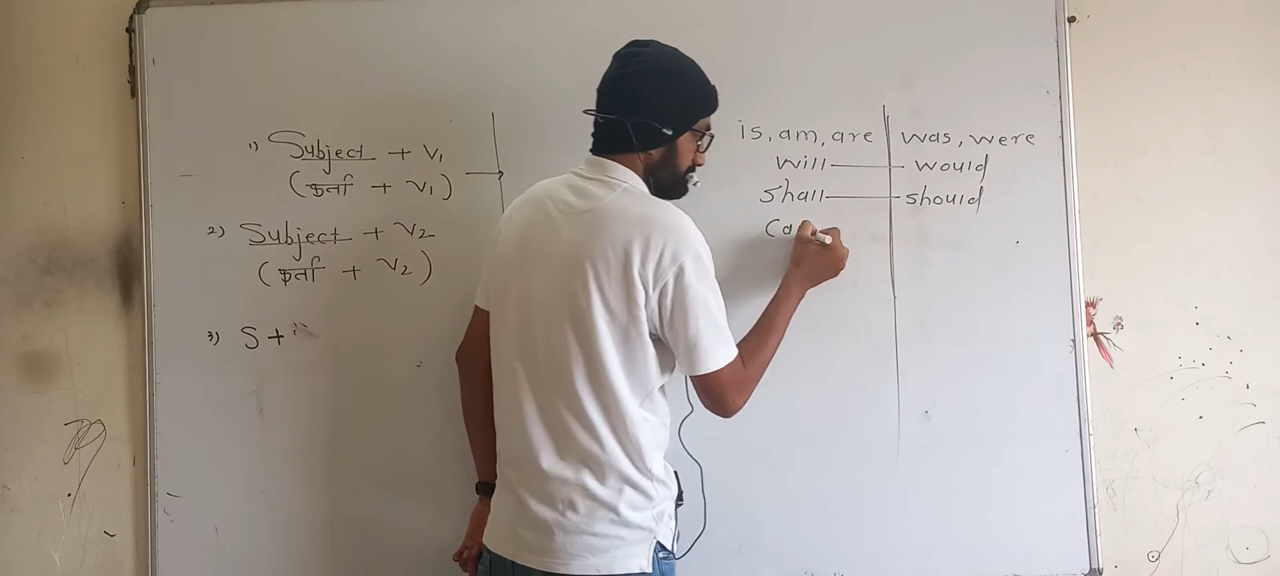 1) Subject + V₁
(कर्ता + V₁)
2) Subject + V₂
(कर्ता + V₂)
3) S +
is, am, are | was, were
will — would
shall — should
Ca